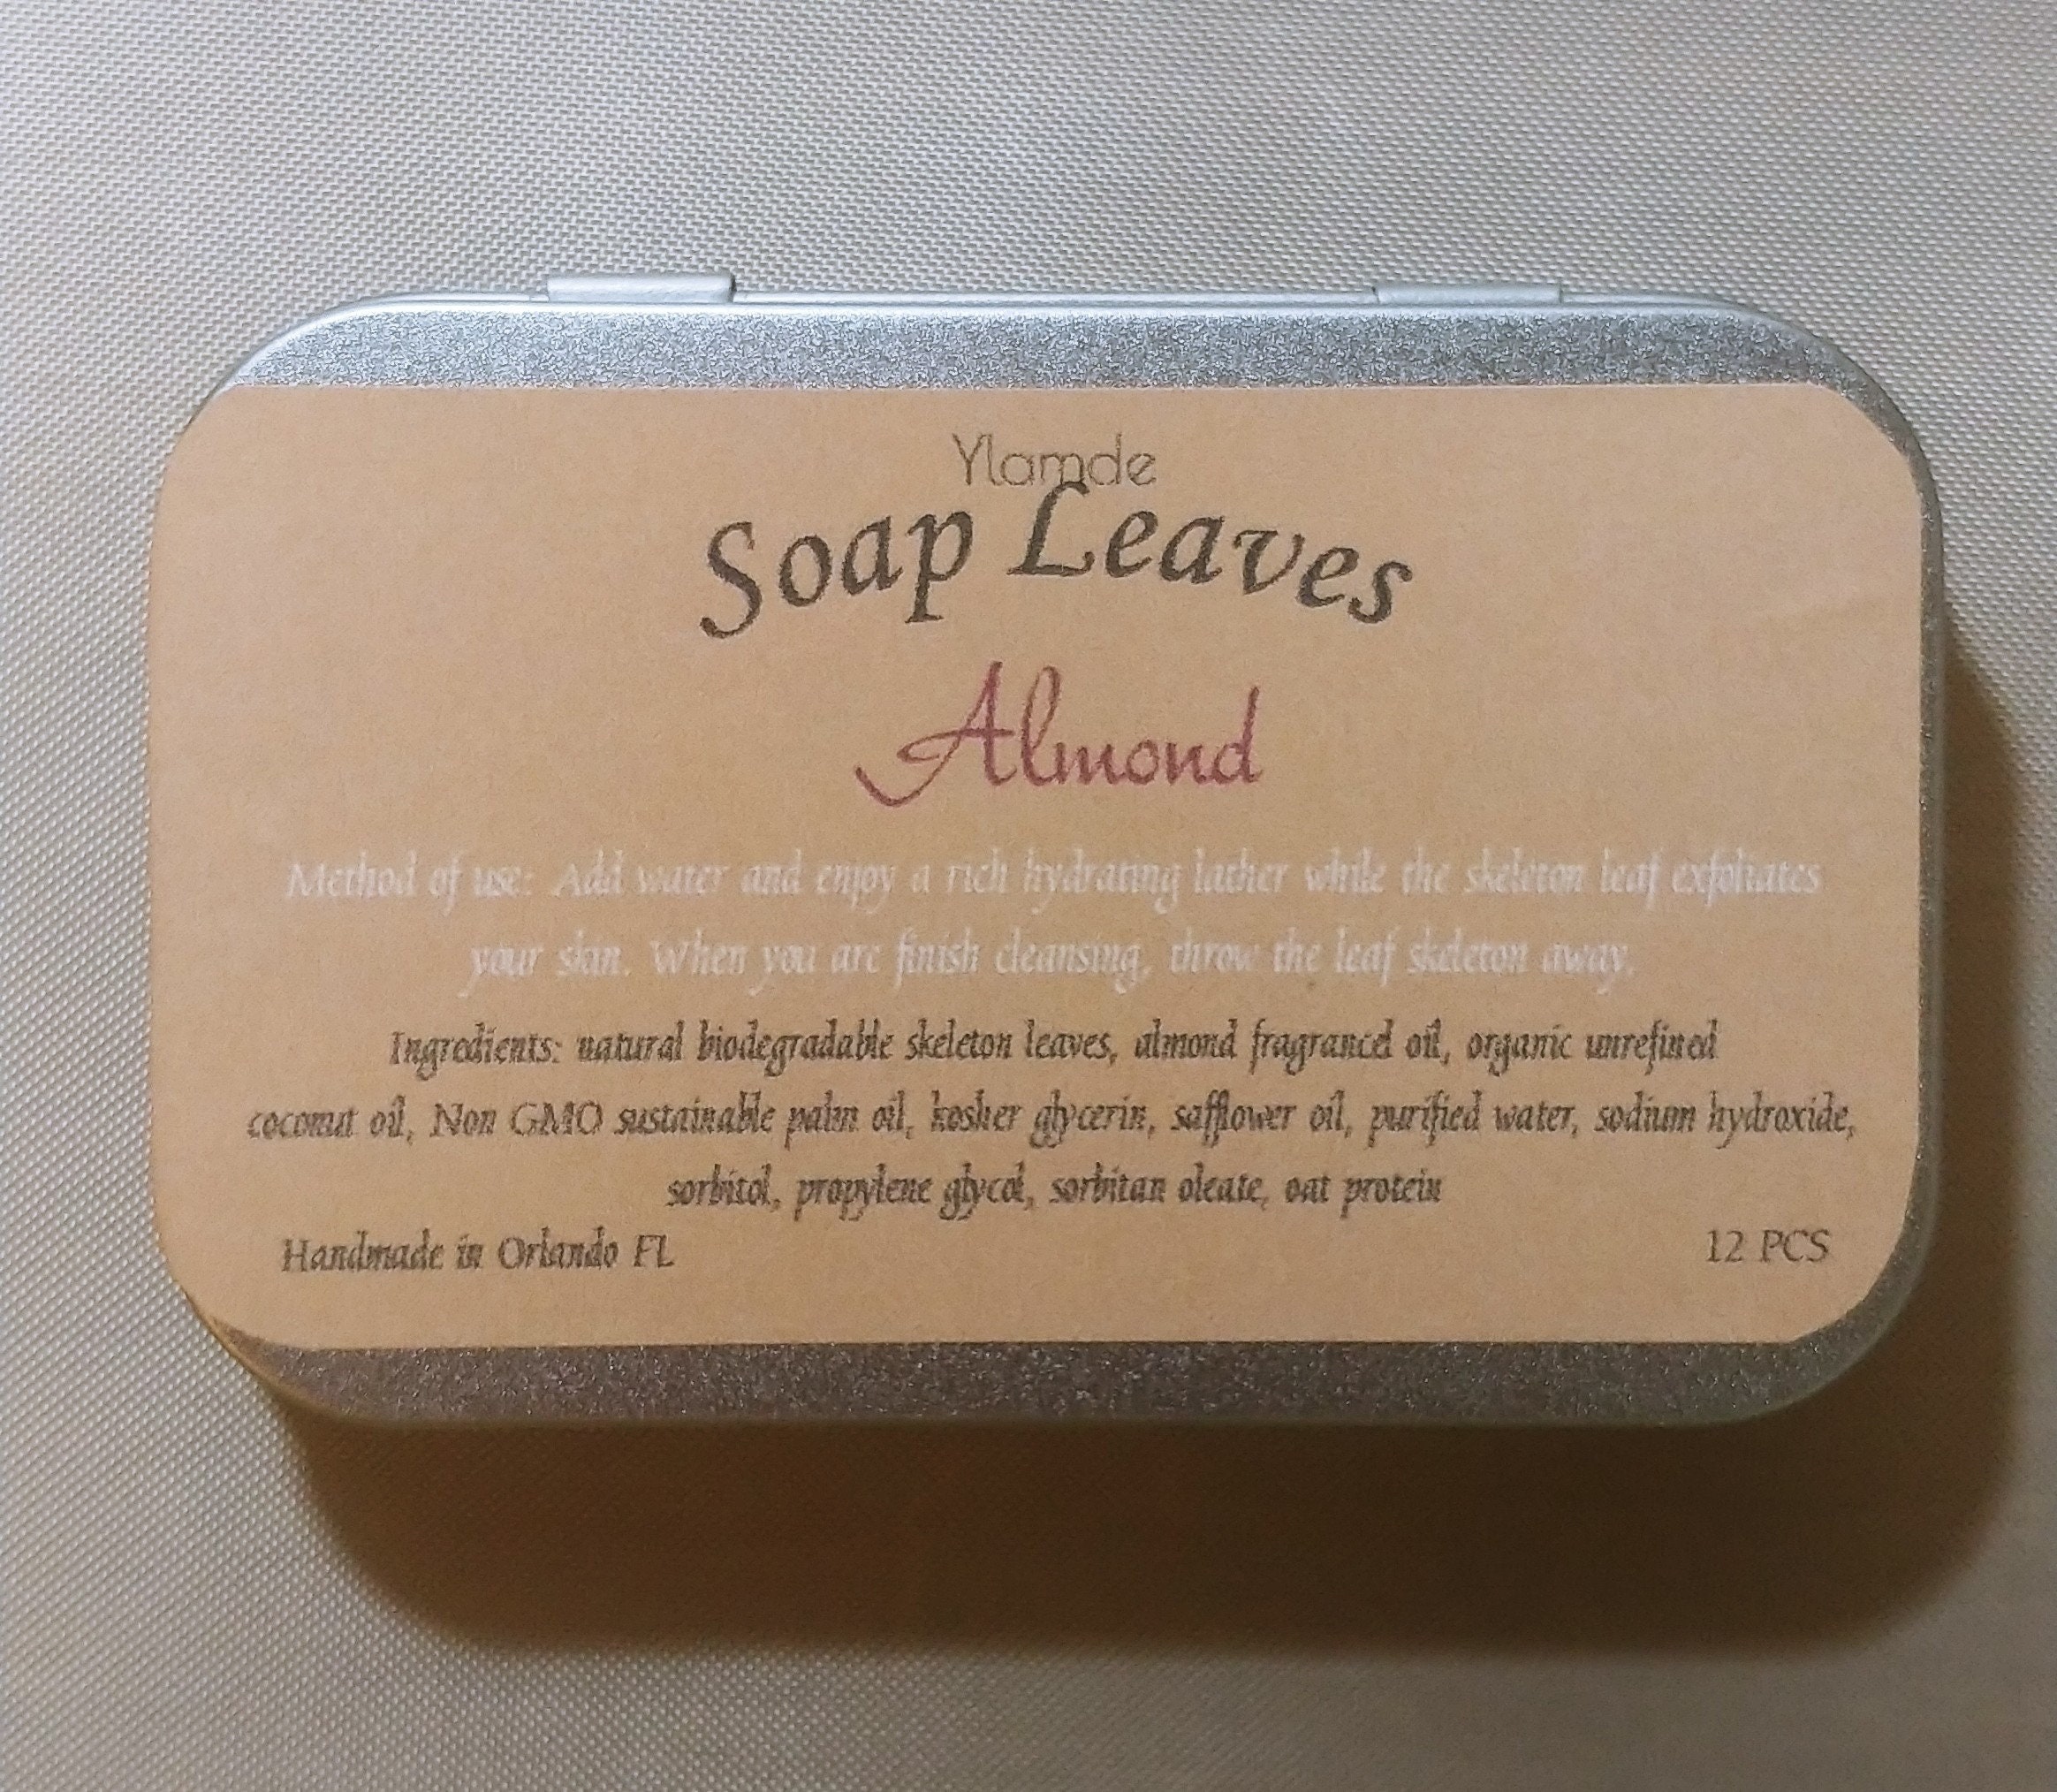 Ylamde
Soap Leaves
Almond
Method of use: Add water and enjoy a rich hydrating lather while the skeleton leaf exfoliates
your skin. When you are finish cleansing, throw the leaf skeleton away.
Ingredients: natural biodegradable skeleton leaves, almond fragranced oil, organic unrefined
coconut oil, Non GMO sustainable palm oil, kosher glycerin, safflower oil, purified water, sodium hydroxide,
sorbitol, propylene glycol, sorbitan oleate, oat protein
Handmade in Orlando FL
12 PCS